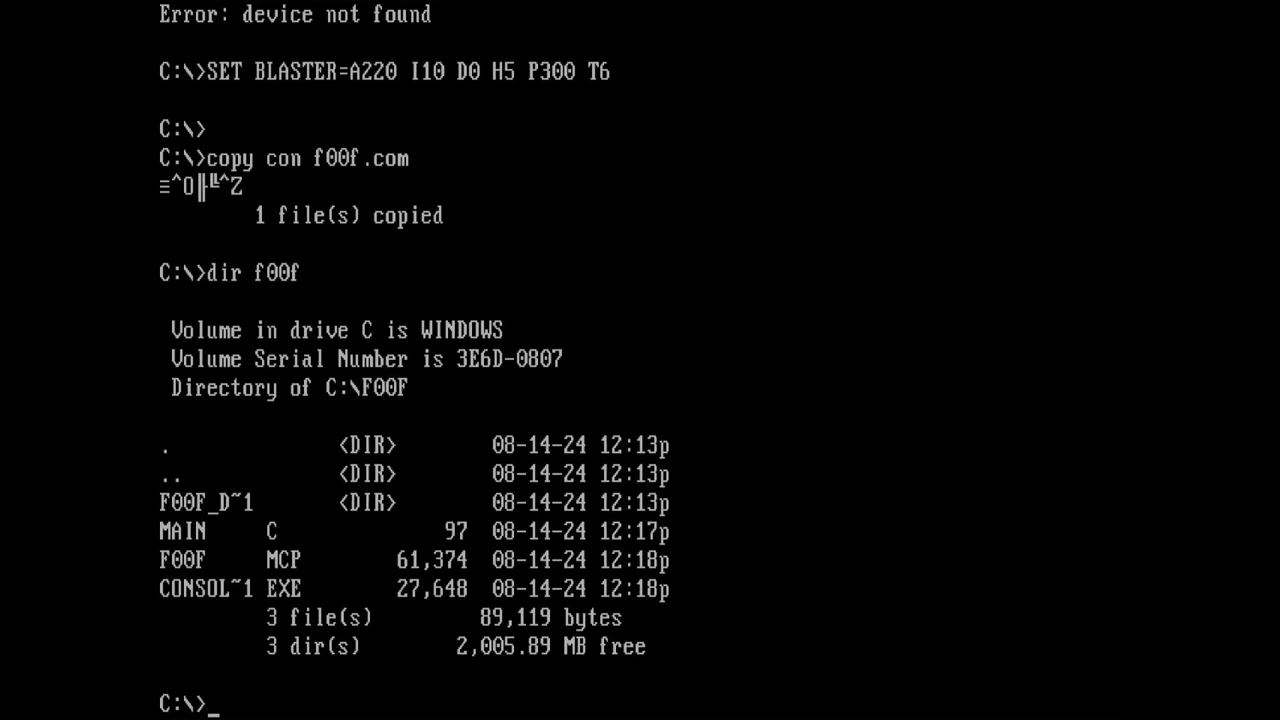 Error: device not found
C:\>SET BLASTER=A220 I10 D0 H5 P300 T6
C:\>
C:\>copy con f00f.com
≡^O╟╚^Z
        1 file(s) copied
C:\>dir f00f
 Volume in drive C is WINDOWS
 Volume Serial Number is 3E6D-0807
 Directory of C:\F00F
.              <DIR>        08-14-24 12:13p
..             <DIR>        08-14-24 12:13p
F00F_D~1       <DIR>        08-14-24 12:13p
MAIN     C              97  08-14-24 12:17p
F00F     MCP        61,374  08-14-24 12:18p
CONSOL~1 EXE        27,648  08-14-24 12:18p
         3 file(s)         89,119 bytes
         3 dir(s)        2,005.89 MB free
C:\>_